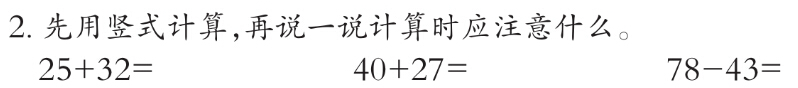 2. 先用竖式计算,再说一说计算时应注意什么。
25+32= 40+27= 78-43=